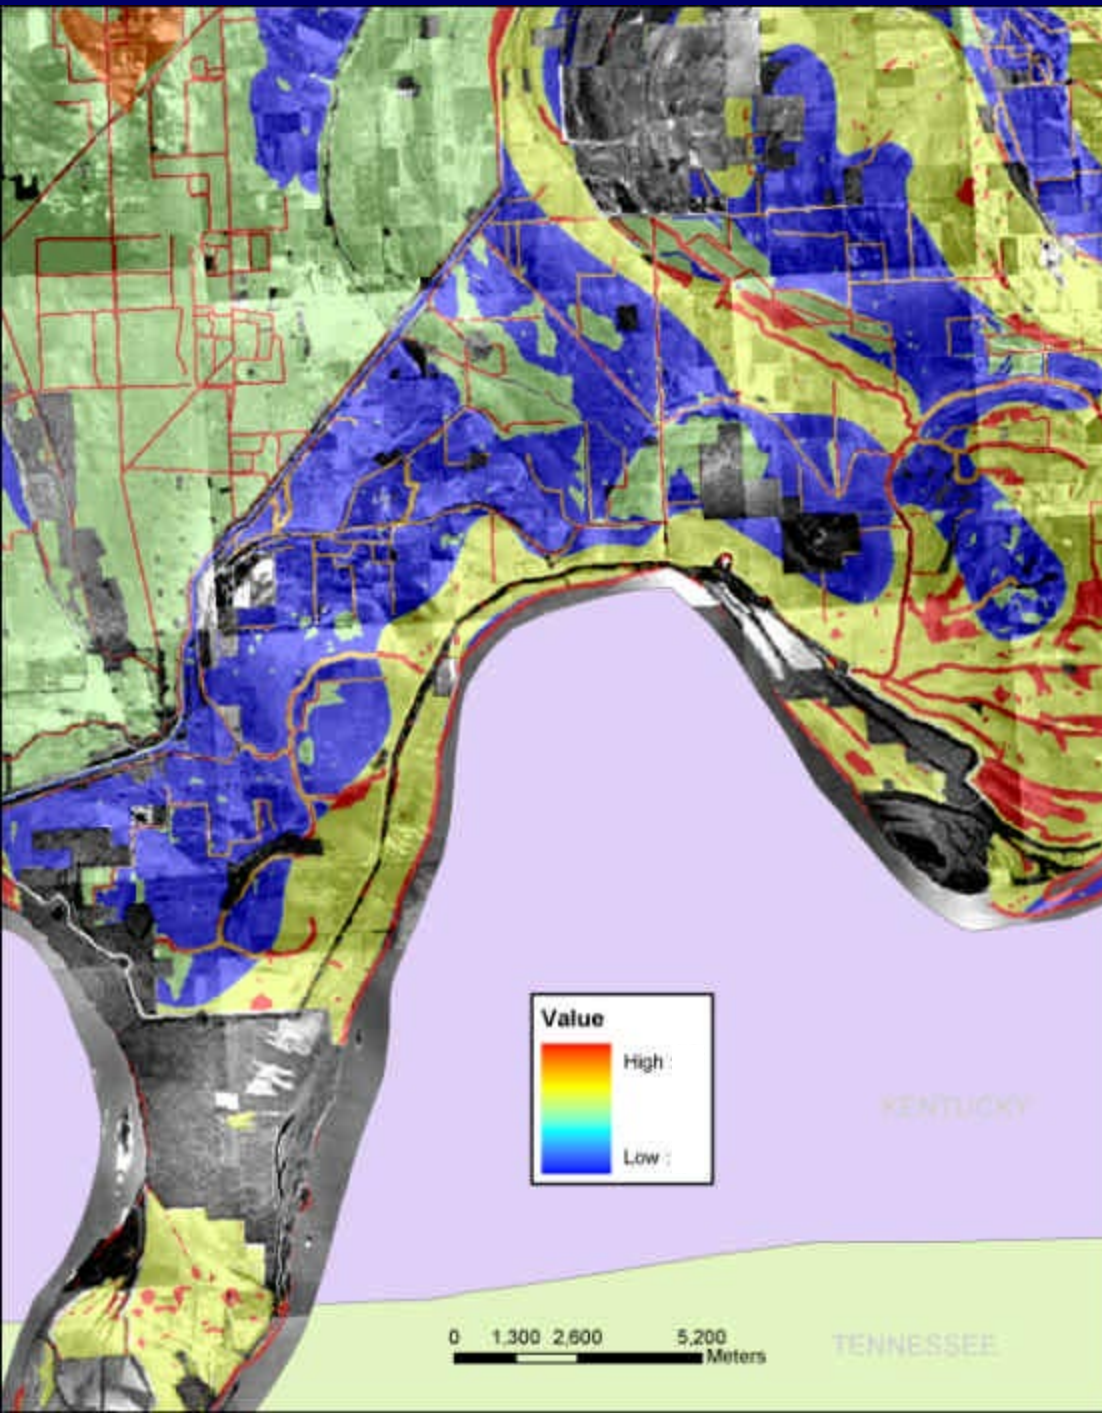 Value
High :
Low :
KENTUCKY
0 1,300 2,600 5,200
Meters
TENNESSEE